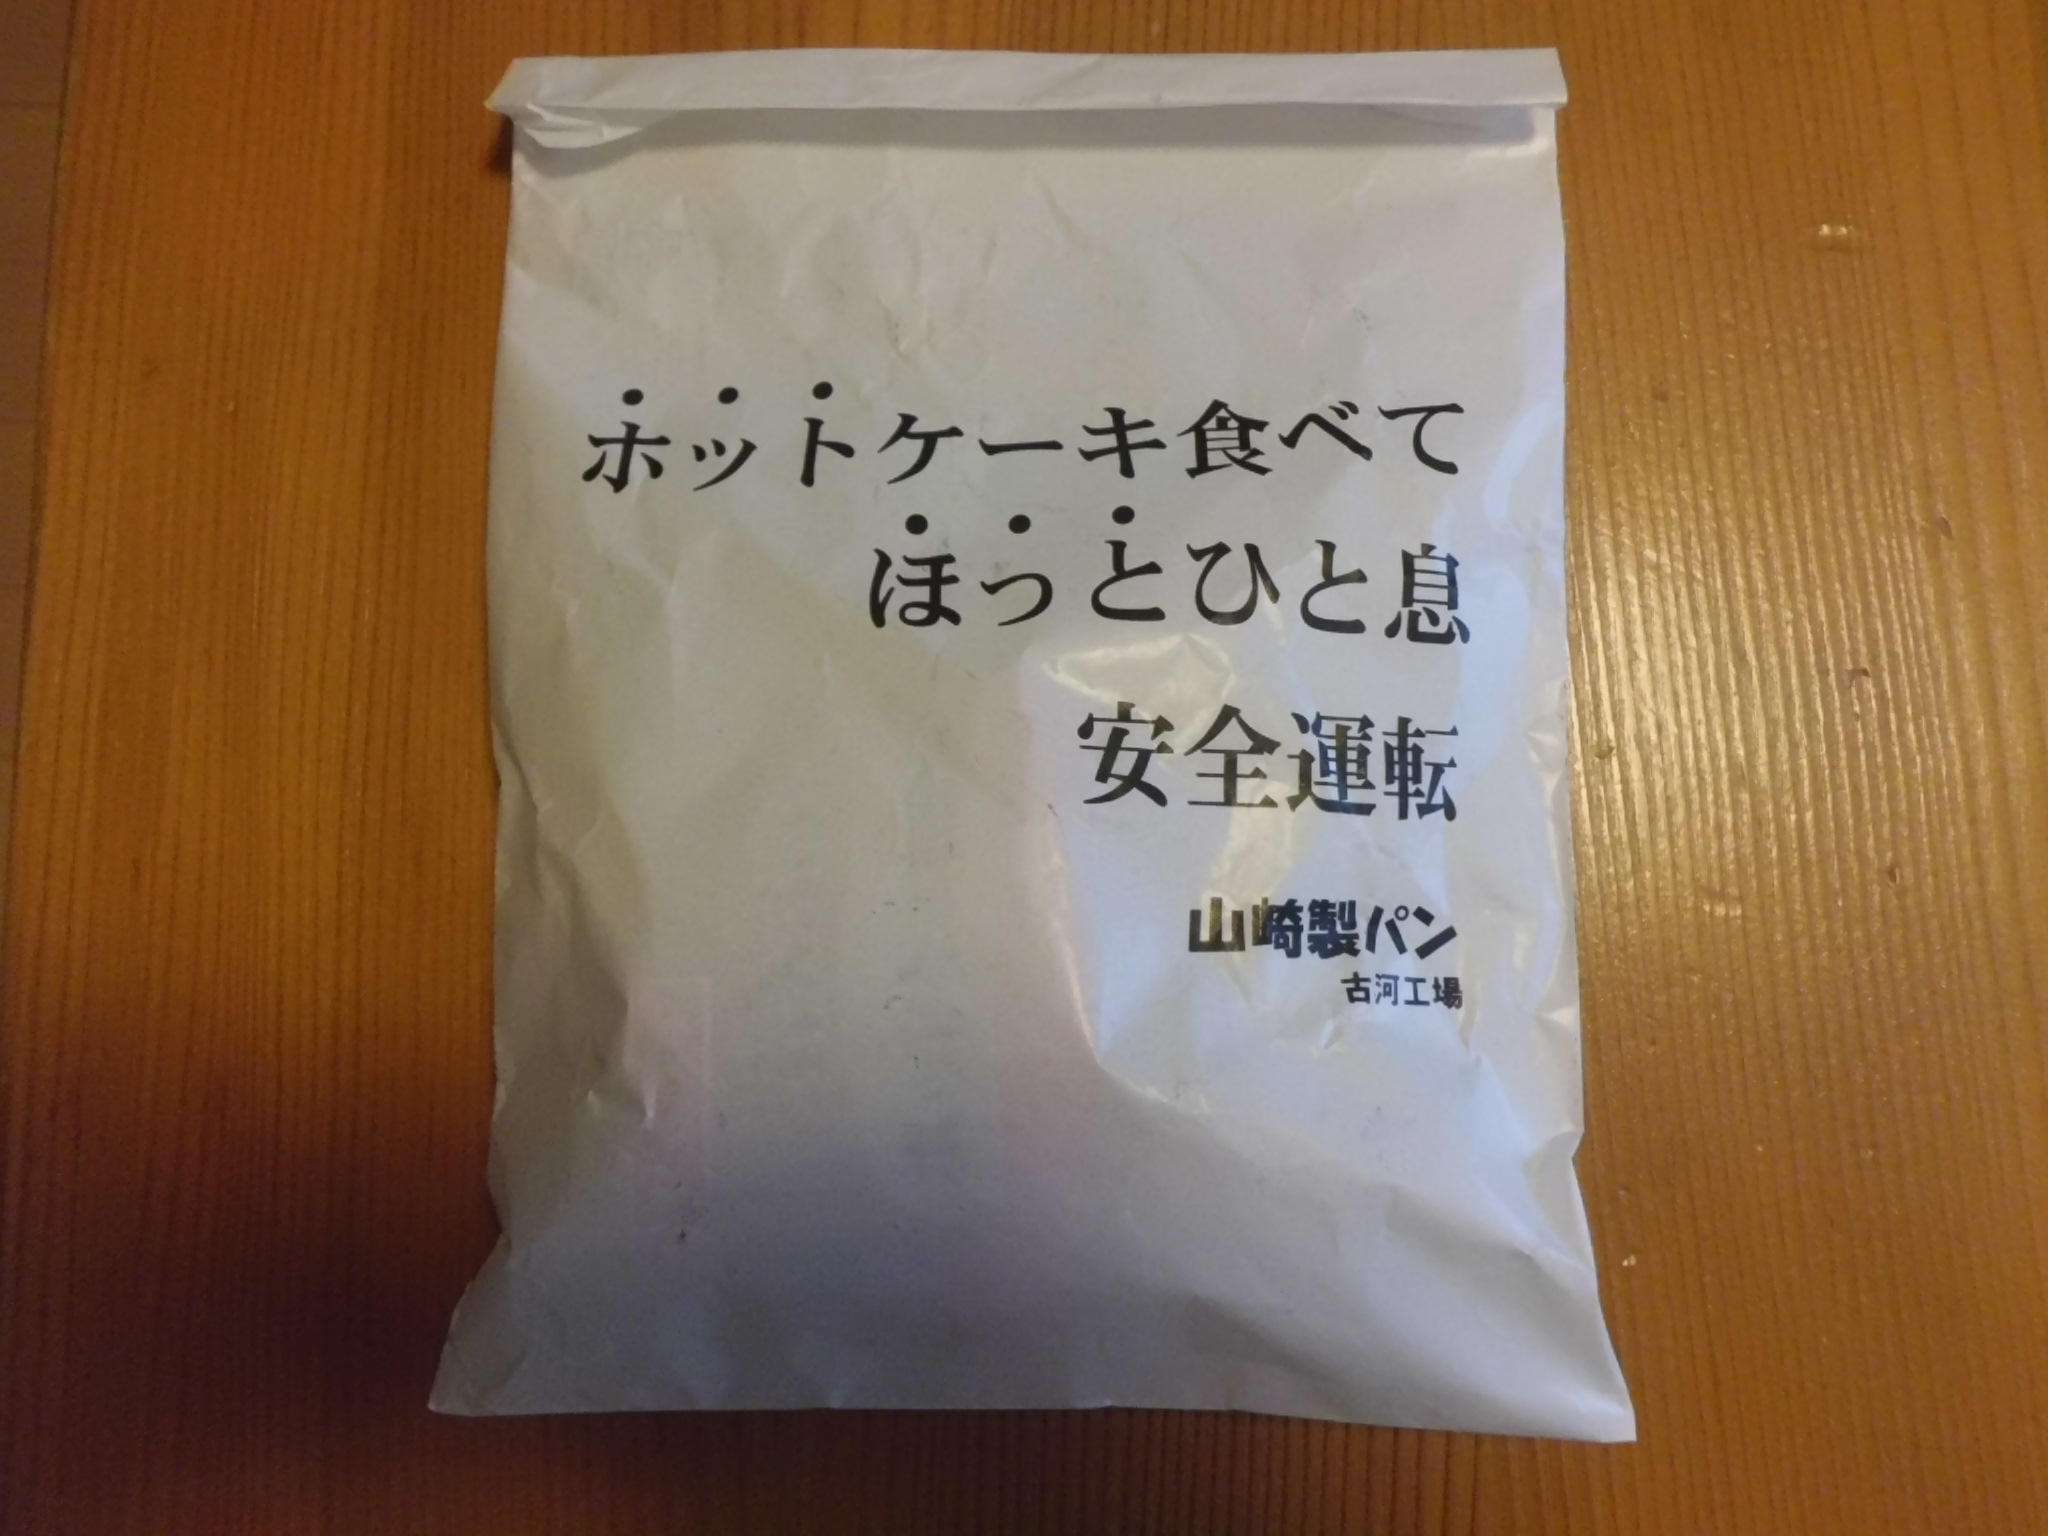 ホットケーキ食べて
ほっとひと息
安全運転
山崎製パン
古河工場